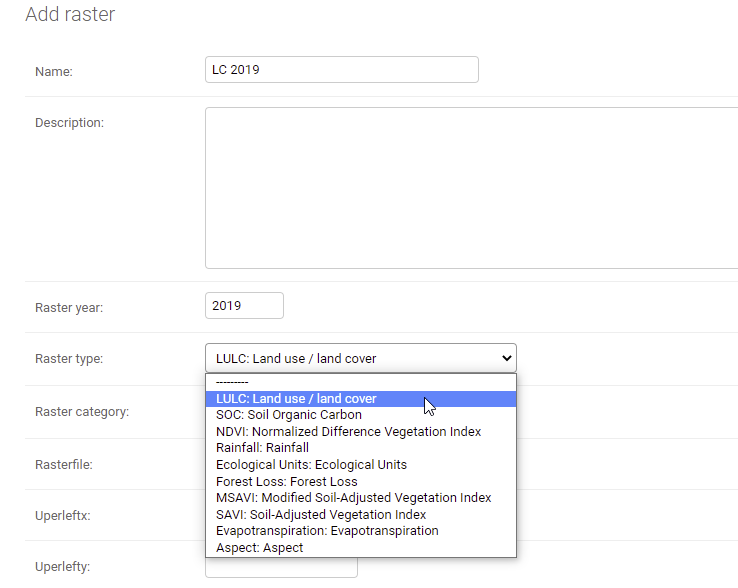 Add raster
Name: LC 2019
Description:
Raster year: 2019
Raster type: LULC: Land use / land cover
---------
LULC: Land use / land cover
Raster category:
SOC: Soil Organic Carbon
NDVI: Normalized Difference Vegetation Index
Rainfall: Rainfall
Rasterfile:
Ecological Units: Ecological Units
Forest Loss: Forest Loss
MSAVI: Modified Soil-Adjusted Vegetation Index
Uperleftx:
SAVI: Soil-Adjusted Vegetation Index
Evapotranspiration: Evapotranspiration
Aspect: Aspect
Uperlefty: